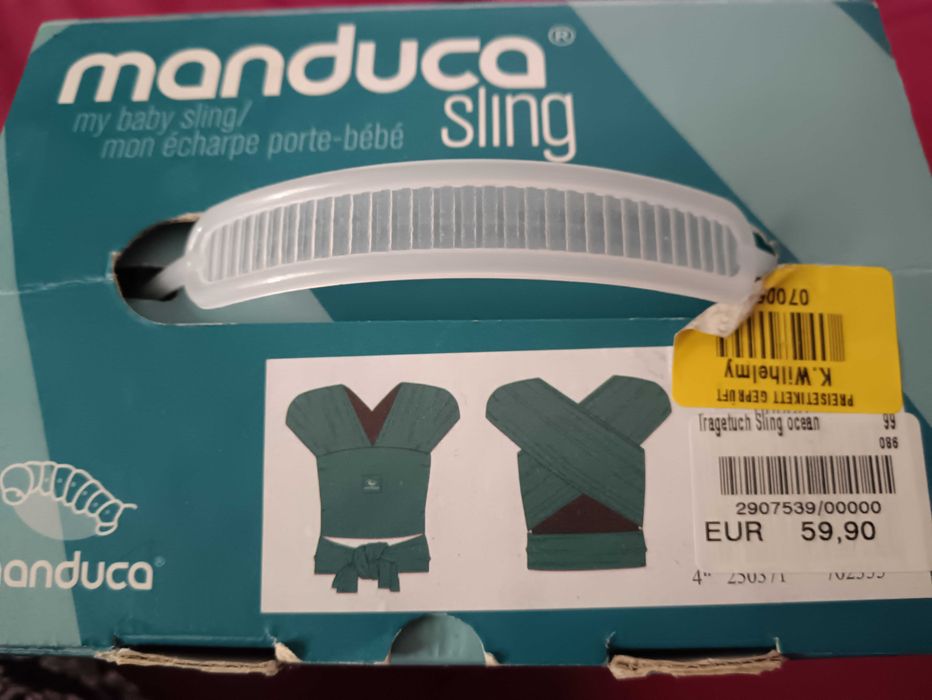 manduca®
sling
my baby sling/
mon écharpe porte-bébé
PREISETIKETT GEPRÜFT
K.Wilhelmy
Tragetuch Sling ocean 99
086
2907539/00000
EUR 59,90
manduca®